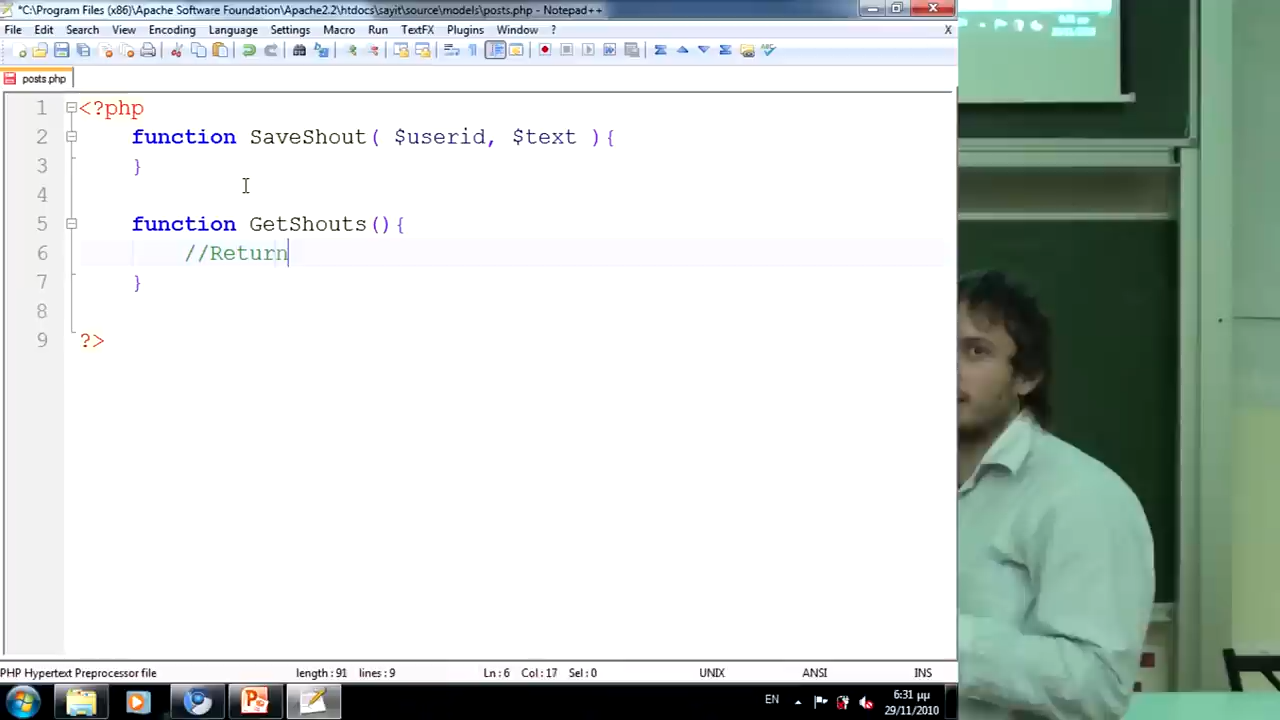 *C:\Program Files (x86)\Apache Software Foundation\Apache2.2\htdocs\sayit\source\models\posts.php - Notepad++
File Edit Search View Encoding Language Settings Macro Run TextFX Plugins Window ? X
posts.php
1 <?php
2 function SaveShout( $userid, $text ){
3 }
4
5 function GetShouts(){
6 //Return
7 }
8
9 ?>
PHP Hypertext Preprocessor file length : 91 lines : 9 Ln : 6 Col : 17 Sel : 0 UNIX ANSI INS
EN 6:31 μμ
29/11/2010